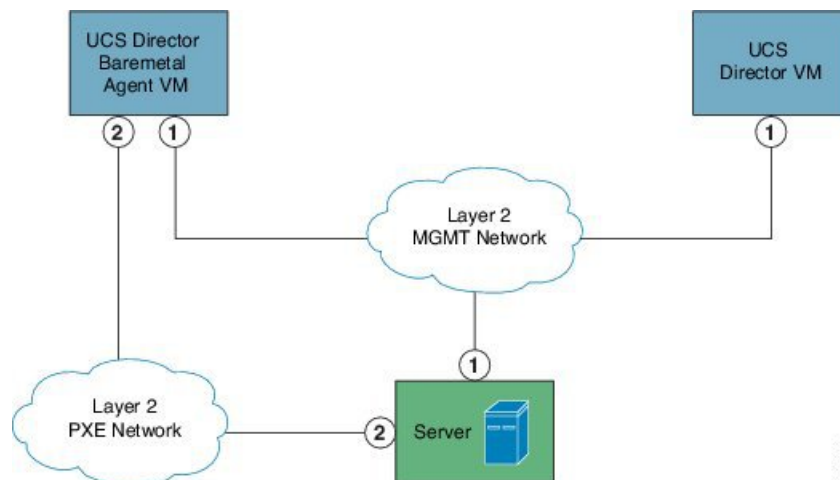 UCS Director
Baremetal
Agent VM
UCS
Director VM
2
1
1
Layer 2
MGMT Network
1
Layer 2
PXE Network
2
Server